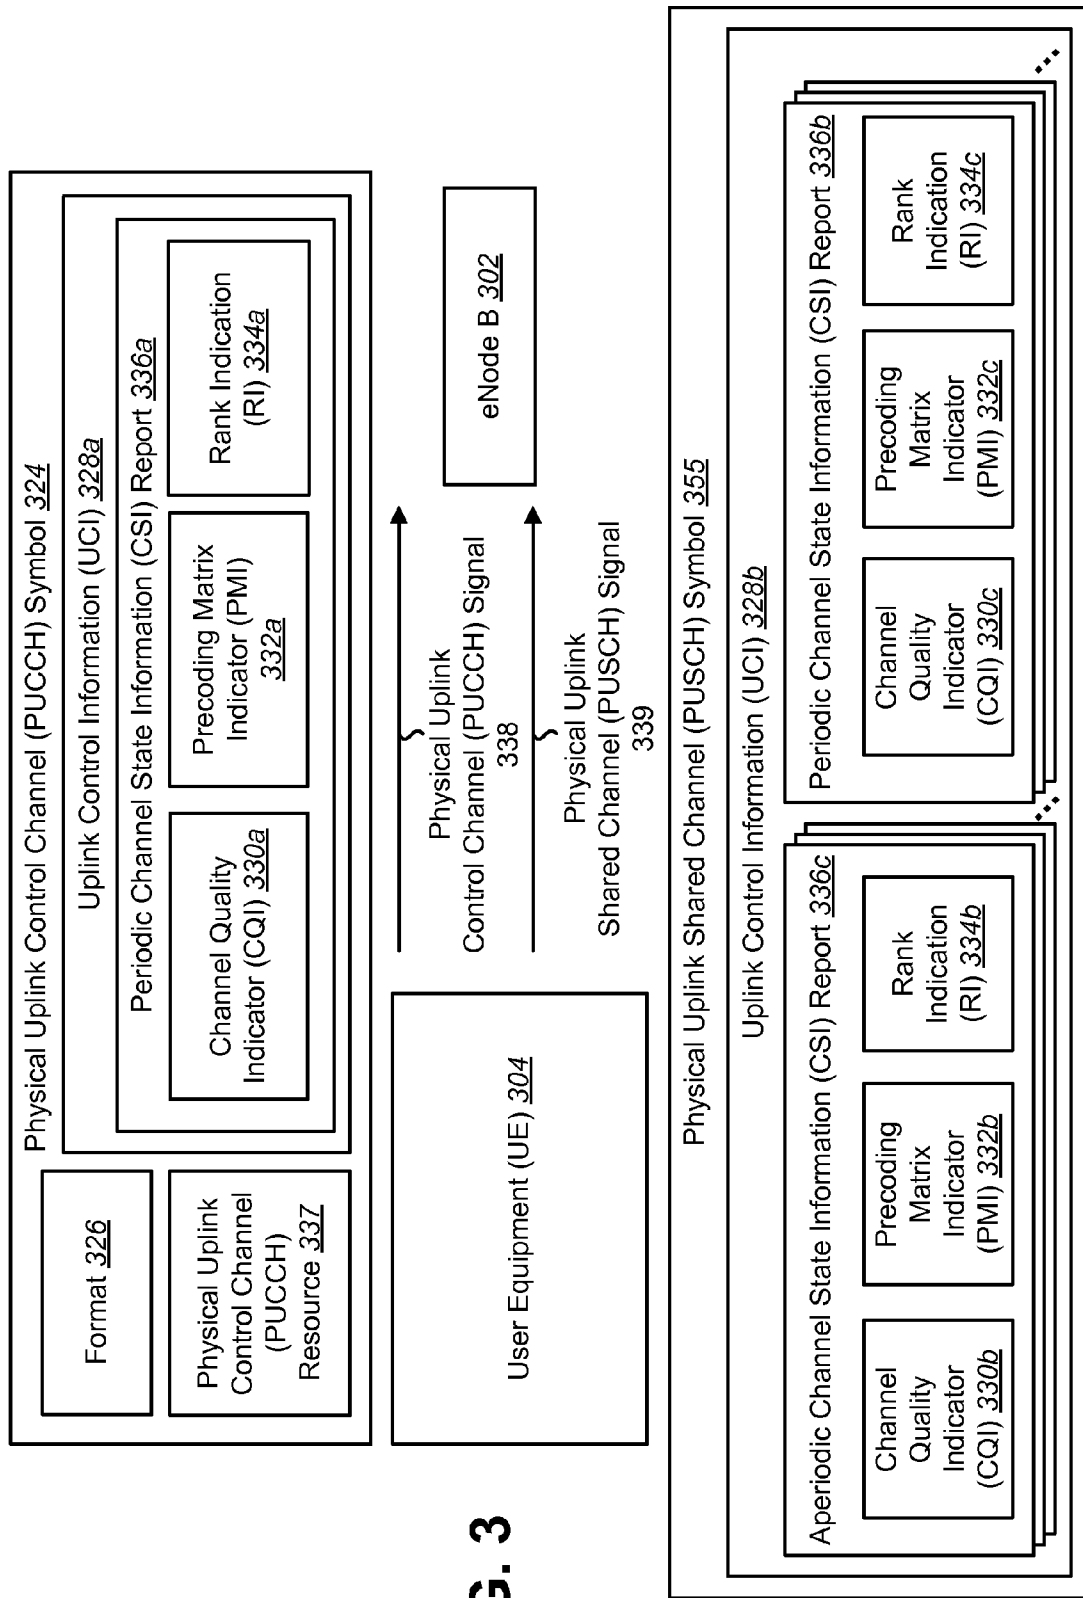 Physical Uplink Control Channel (PUCCH) Symbol 324
Format 326
Physical Uplink
Control Channel
(PUCCH)
Resource 337
Uplink Control Information (UCI) 328a
Periodic Channel State Information (CSI) Report 336a
Channel Quality
Indicator (CQI) 330a
Precoding Matrix
Indicator (PMI)
332a
Rank Indication
(RI) 334a
User Equipment (UE) 304
Physical Uplink
Control Channel (PUCCH) Signal
338
Physical Uplink
Shared Channel (PUSCH) Signal
339
eNode B 302
G. 3
Physical Uplink Shared Channel (PUSCH) Symbol 355
Uplink Control Information (UCI) 328b
Aperiodic Channel State Information (CSI) Report 336c
Channel
Quality
Indicator
(CQI) 330b
Precoding
Matrix
Indicator
(PMI) 332b
Rank
Indication
(RI) 334b
Periodic Channel State Information (CSI) Report 336b
Channel
Quality
Indicator
(CQI) 330c
Precoding
Matrix
Indicator
(PMI) 332c
Rank
Indication
(RI) 334c